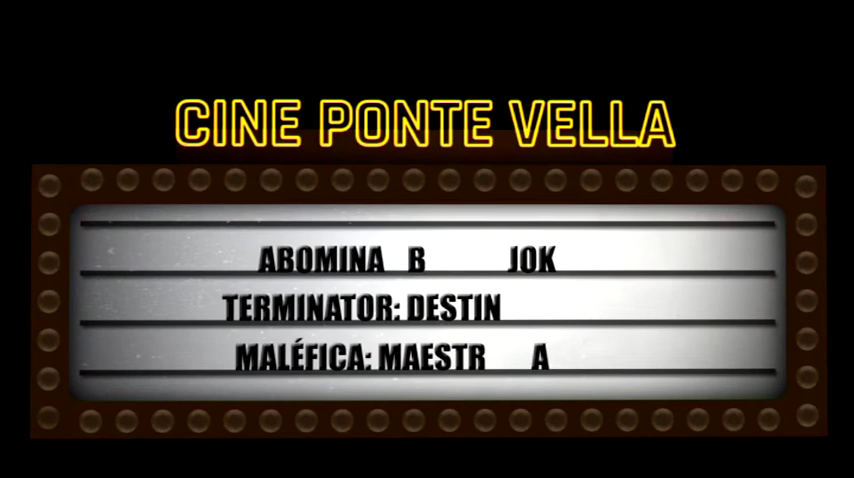 CINE PONTE VELLA
ABOMINA B JOK
TERMINATOR: DESTIN
MALÉFICA: MAESTR A